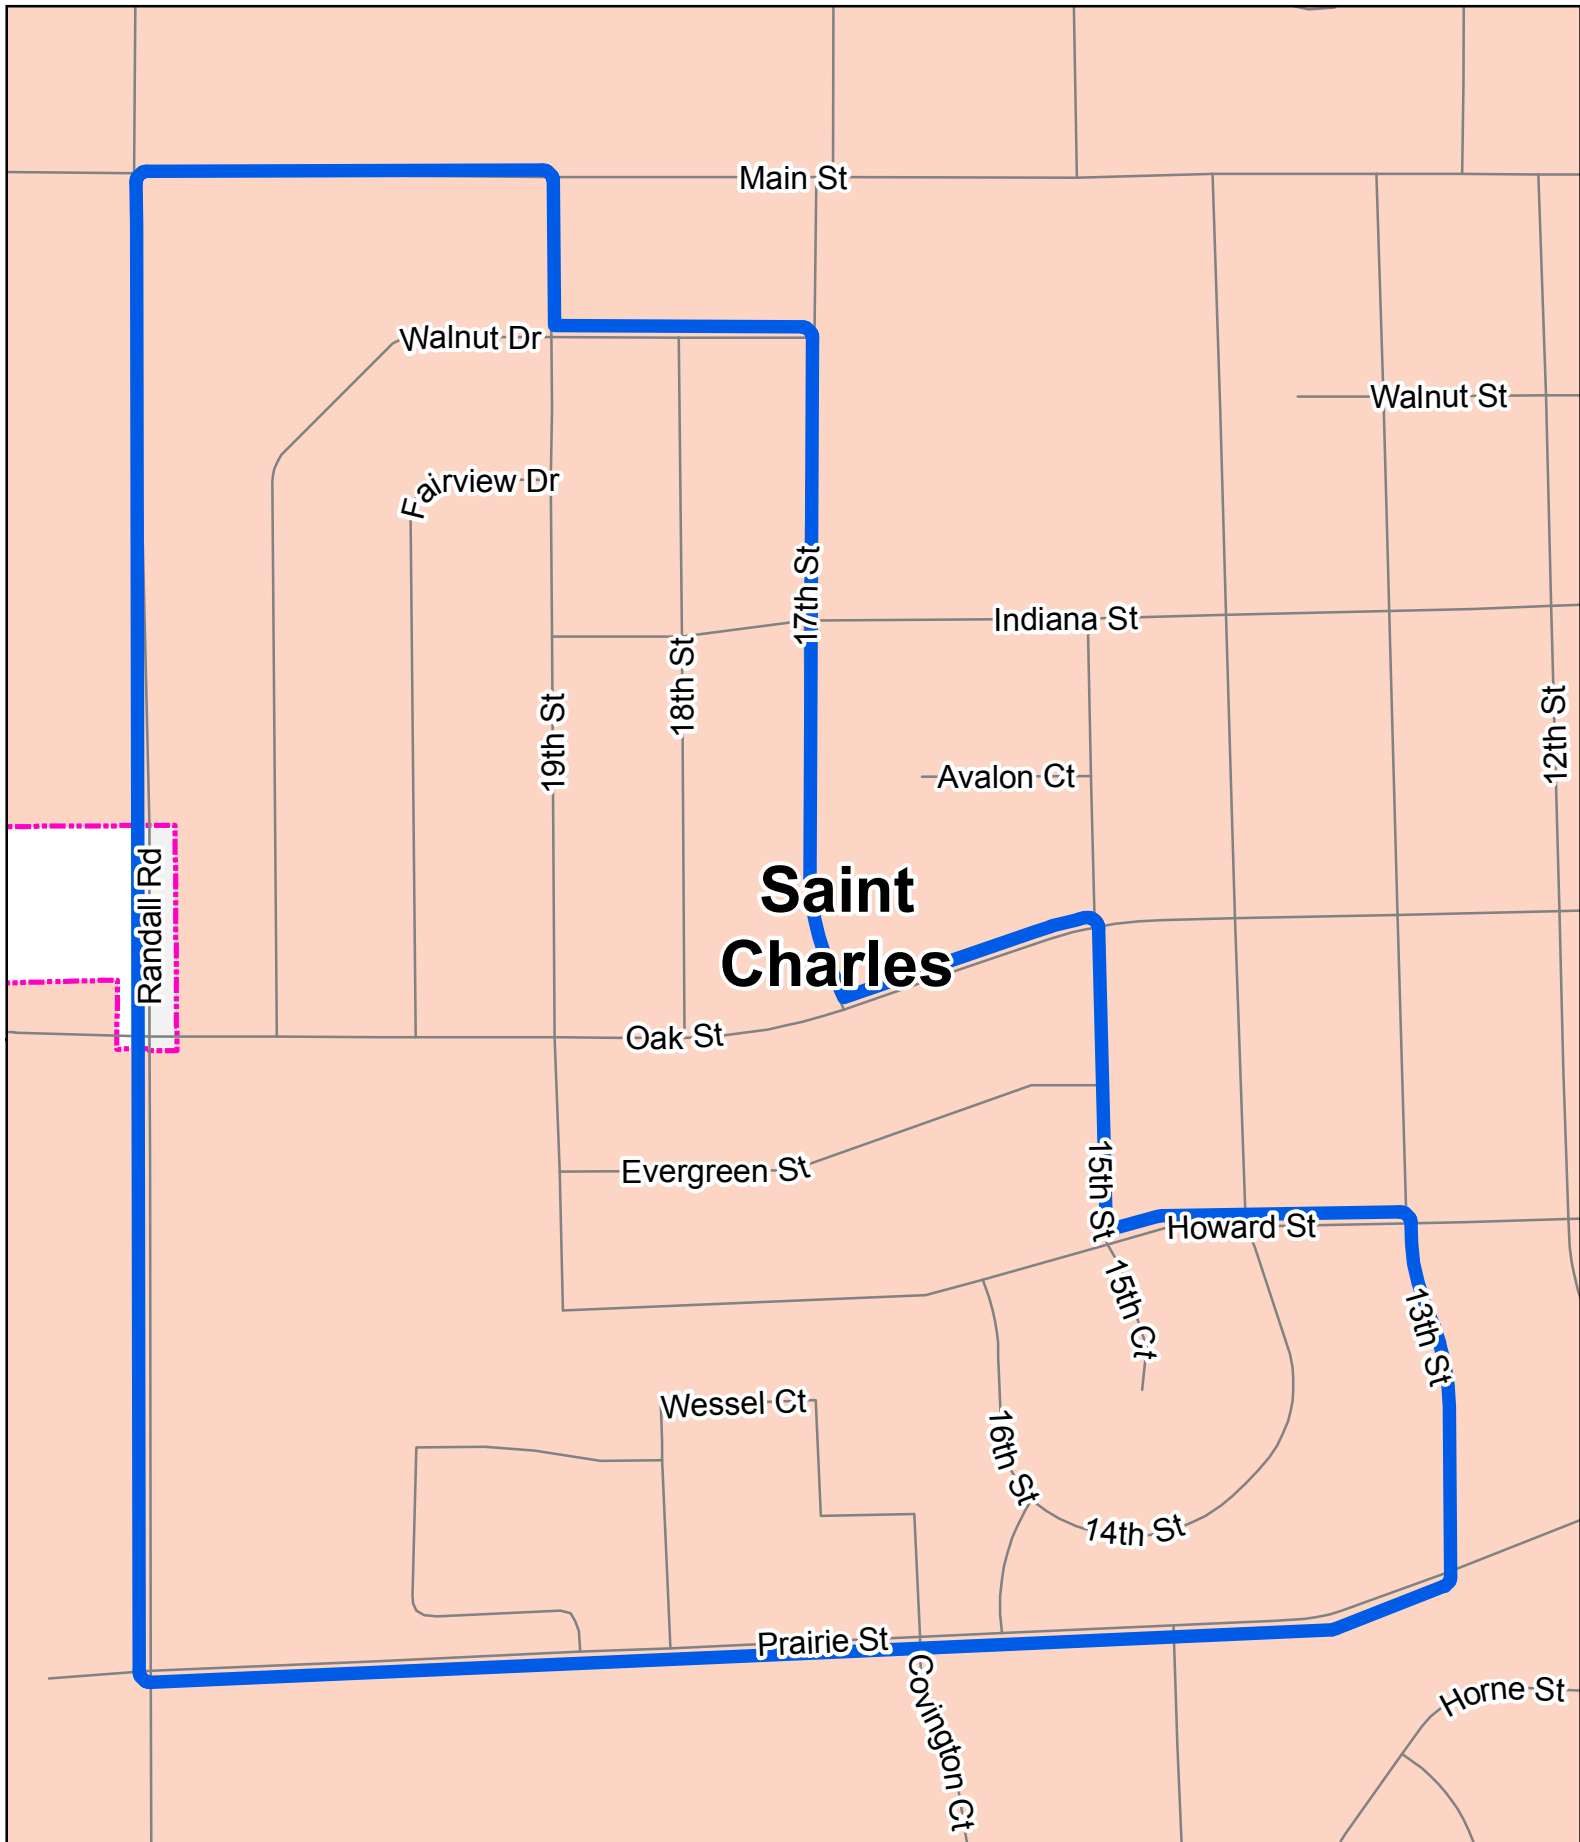 Main St
Walnut Dr
Walnut St
Fairview Dr
17th St
Indiana St
18th St
19th St
12th St
Avalon Ct
Saint
Charles
Randall Rd
Oak St
Evergreen St
15th St
Howard St
15th Ct
13th St
Wessel Ct
16th St
14th St
Prairie St
Covington Ct
Horne St